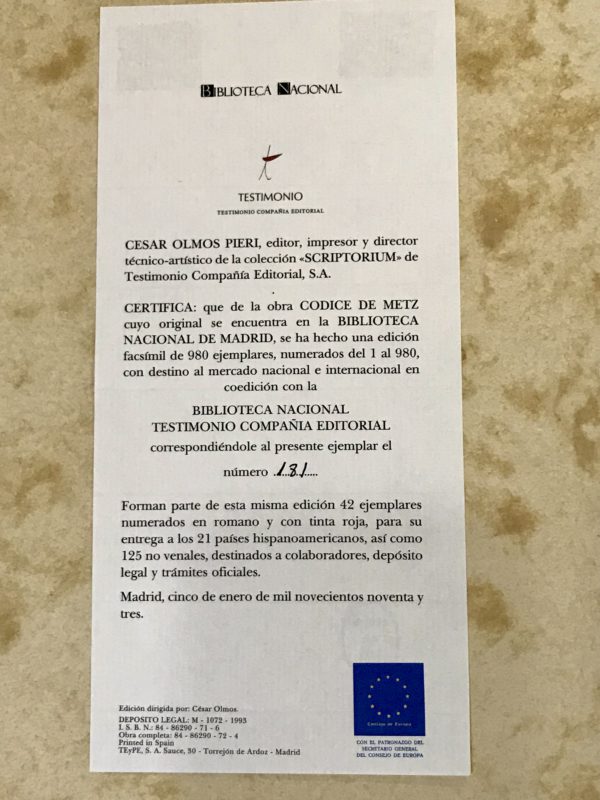 BIBLIOTECA NACIONAL
TESTIMONIO
TESTIMONIO COMPAÑIA EDITORIAL
CESAR OLMOS PIERI, editor, impresor y director
técnico-artístico de la colección «SCRIPTORIUM» de
Testimonio Compañía Editorial, S.A.
CERTIFICA: que de la obra CODICE DE METZ
cuyo original se encuentra en la BIBLIOTECA
NACIONAL DE MADRID, se ha hecho una edición
facsímil de 980 ejemplares, numerados del 1 al 980,
con destino al mercado nacional e internacional en
coedición con la
BIBLIOTECA NACIONAL
TESTIMONIO COMPAÑIA EDITORIAL
correspondiéndole al presente ejemplar el
número 181
Forman parte de esta misma edición 42 ejemplares
numerados en romano y con tinta roja, para su
entrega a los 21 países hispanoamericanos, así como
125 no venales, destinados a colaboradores, depósito
legal y trámites oficiales.
Madrid, cinco de enero de mil novecientos noventa y
tres.
Edición dirigida por: César Olmos.
DEPOSITO LEGAL: M - 1072 - 1993
I. S. B. N.: 84 - 86290 - 71 - 6
Obra completa: 84 - 86290 - 72 - 4
Printed in Spain
TEyPE, S. A. Sauce, 30 - Torrejón de Ardoz - Madrid
Consejo de Europa
CON EL PATRONAZGO DEL
SECRETARIO GENERAL
DEL CONSEJO DE EUROPA